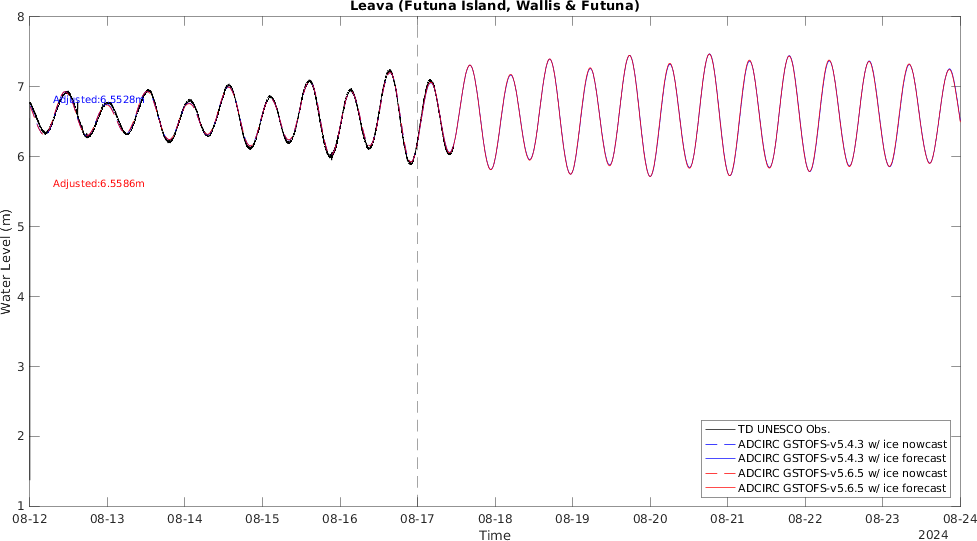 Leava (Futuna Island, Wallis & Futuna)
8
7
6
5
4
3
2
1
Water Level (m)
Adjusted:6.5528m
Adjusted:6.5586m
TD UNESCO Obs.
ADCIRC GSTOFS-v5.4.3 w/ ice nowcast
ADCIRC GSTOFS-v5.4.3 w/ ice forecast
ADCIRC GSTOFS-v5.6.5 w/ ice nowcast
ADCIRC GSTOFS-v5.6.5 w/ ice forecast
08-12 08-13 08-14 08-15 08-16 08-17 08-18 08-19 08-20 08-21 08-22 08-23 08-24
Time
2024